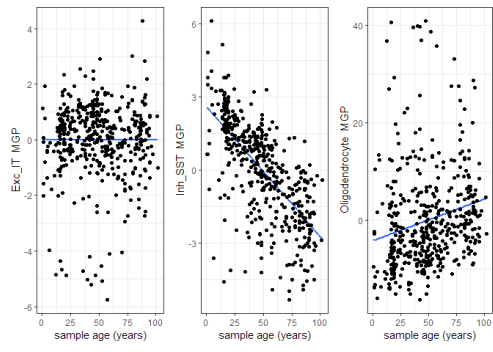 Exc_IT MGP
4
2
0
-2
-4
-6
0 25 50 75 100
sample age (years)
Inh_SST MGP
6
3
0
-3
0 25 50 75 100
sample age (years)
Oligodendrocyte MGP
40
20
0
0 25 50 75 100
sample age (years)